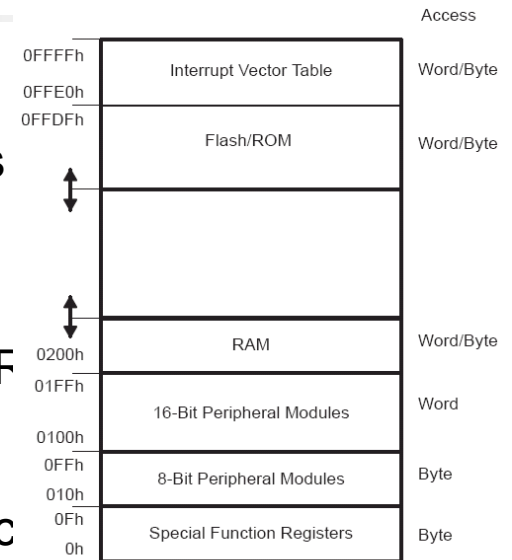 Access
0FFFFh
Interrupt Vector Table Word/Byte
0FFE0h
0FFDFh
Flash/ROM Word/Byte
s
RAM Word/Byte
0200h
01FFh
16-Bit Peripheral Modules Word
0100h
0FFh
8-Bit Peripheral Modules Byte
010h
0Fh
Special Function Registers Byte
0h